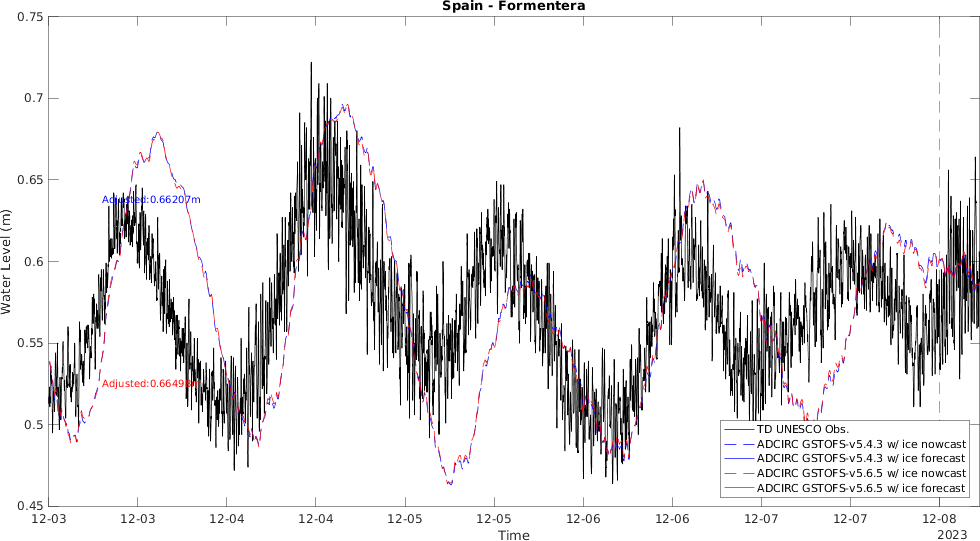 Spain - Formentera
0.75
0.7
0.65
0.6
0.55
0.5
0.45
Water Level (m)
Adjusted:0.66207m
Adjusted:0.66498m
TD UNESCO Obs.
ADCIRC GSTOFS-v5.4.3 w/ ice nowcast
ADCIRC GSTOFS-v5.4.3 w/ ice forecast
ADCIRC GSTOFS-v5.6.5 w/ ice nowcast
ADCIRC GSTOFS-v5.6.5 w/ ice forecast
12-03 12-03 12-04 12-04 12-05 12-05 12-06 12-06 12-07 12-07 12-08
2023
Time